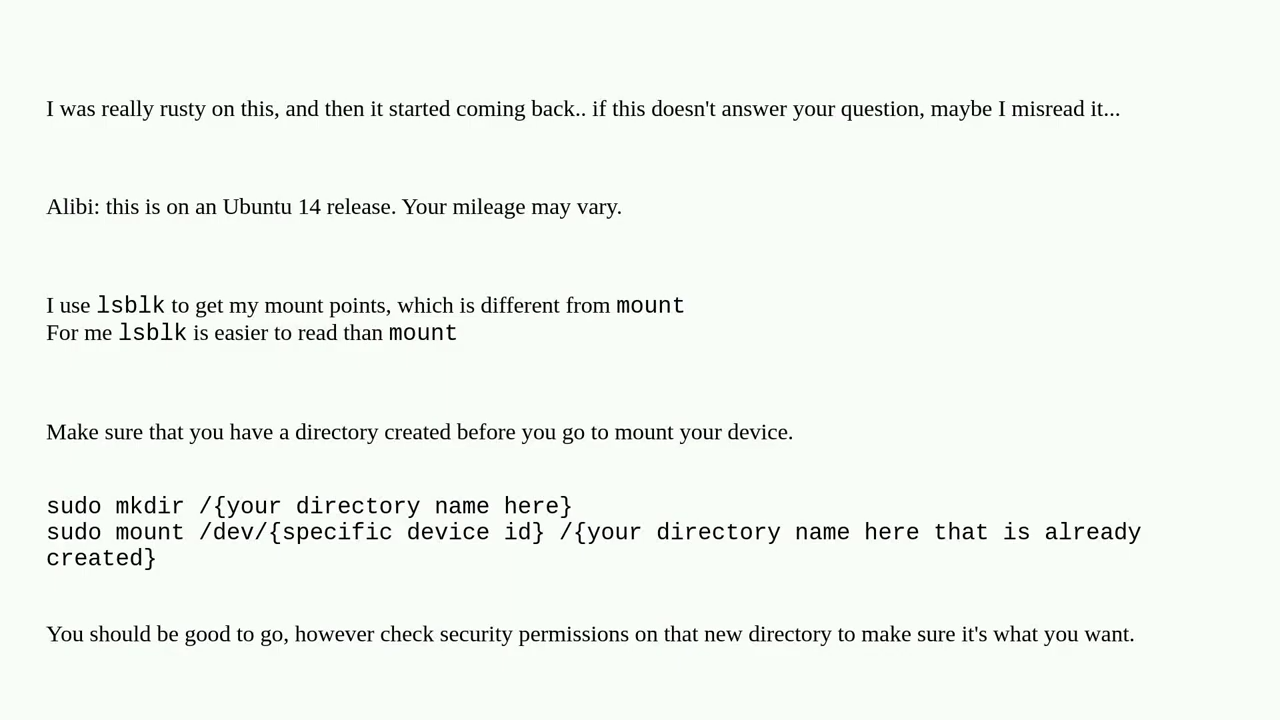 I was really rusty on this, and then it started coming back.. if this doesn't answer your question, maybe I misread it...
Alibi: this is on an Ubuntu 14 release. Your mileage may vary.
I use lsblk to get my mount points, which is different from mount
For me lsblk is easier to read than mount
Make sure that you have a directory created before you go to mount your device.
sudo mkdir /{your directory name here}
sudo mount /dev/{specific device id} /{your directory name here that is already
created}
You should be good to go, however check security permissions on that new directory to make sure it's what you want.